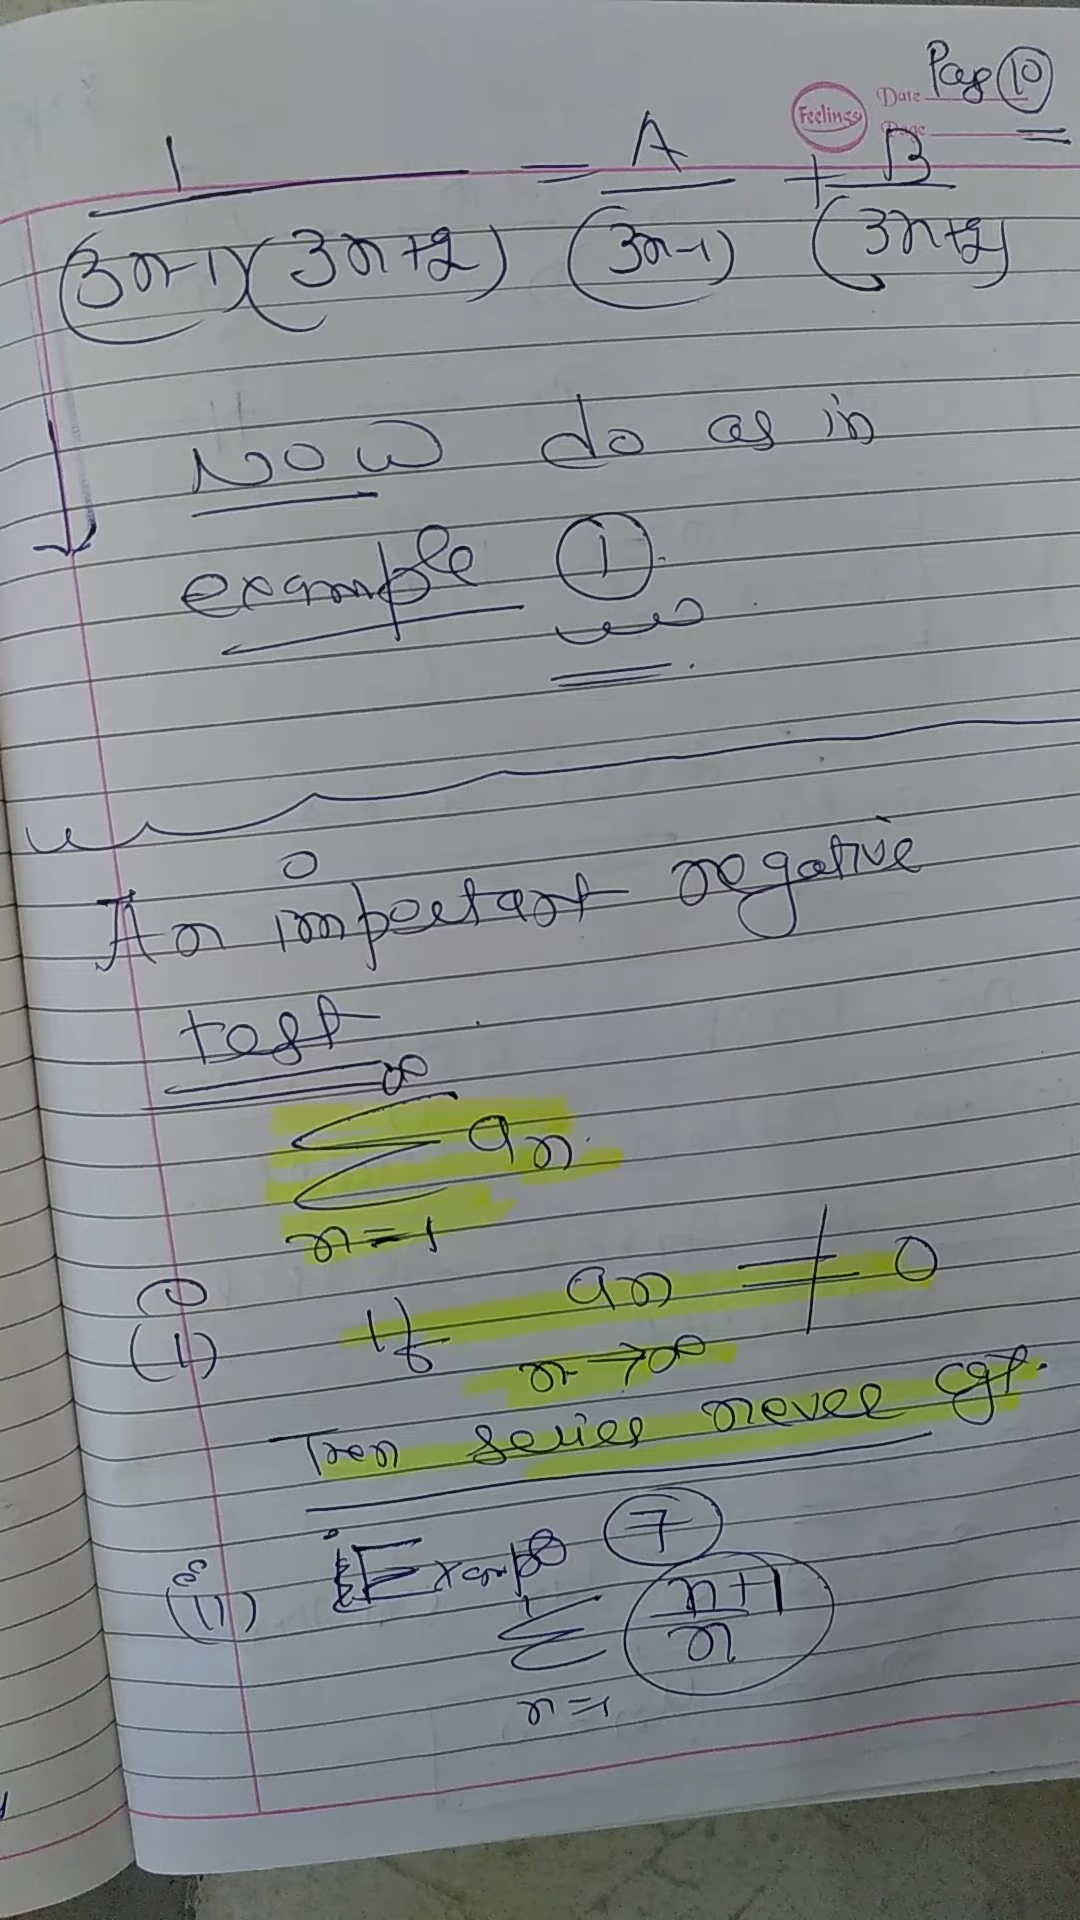 Page 10
Feelings Date
Page
1 / (3n-1)(3n+2) = A / (3n-1) + B / (3n+2)
Now do as in
example 1.
An important negative
test
∞
∑ an.
n=1
(i) if an ≠ 0
n→∞
Then series never cgt.
(ii) Example 7
∑ n+1 / n
n=1